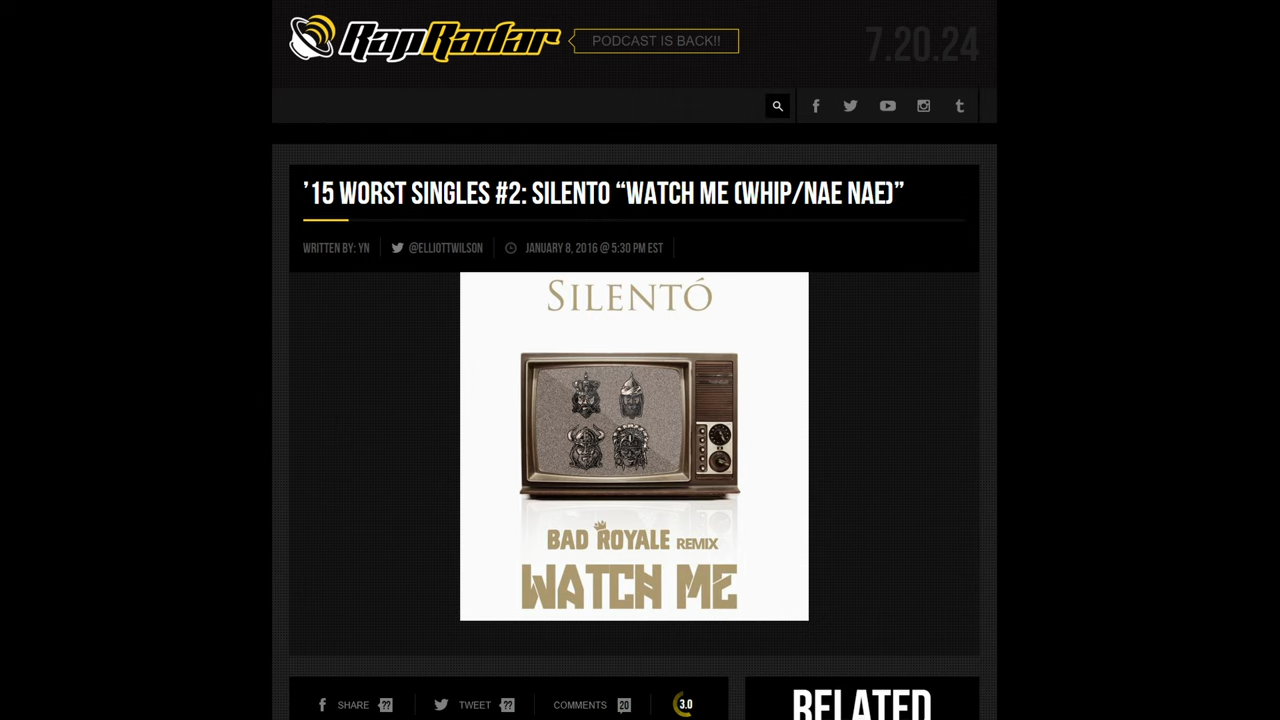 RapRadar
PODCAST IS BACK!!
7.20.24
'15 WORST SINGLES #2: SILENTO “WATCH ME (WHIP/NAE NAE)”
WRITTEN BY: YN
@ELLIOTTWILSON
JANUARY 8, 2016 @ 5:30 PM EST
SILENTÓ
BAD ROYALE REMIX
WATCH ME
SHARE ??
TWEET ??
COMMENTS 20
3.0
RELATED